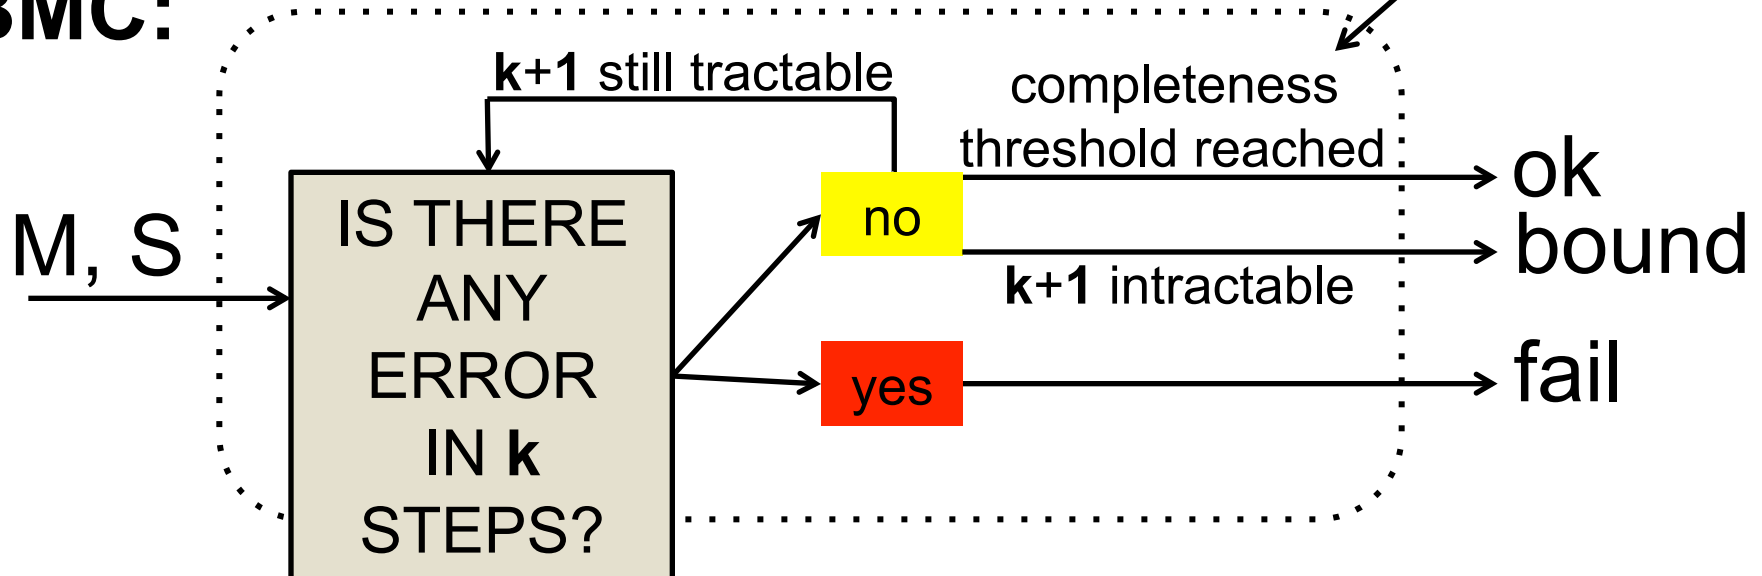 BMC:
k+1 still tractable
completeness
threshold reached
M, S
IS THERE
ANY
ERROR
IN k
STEPS?
no
yes
k+1 intractable
ok
bound
fail